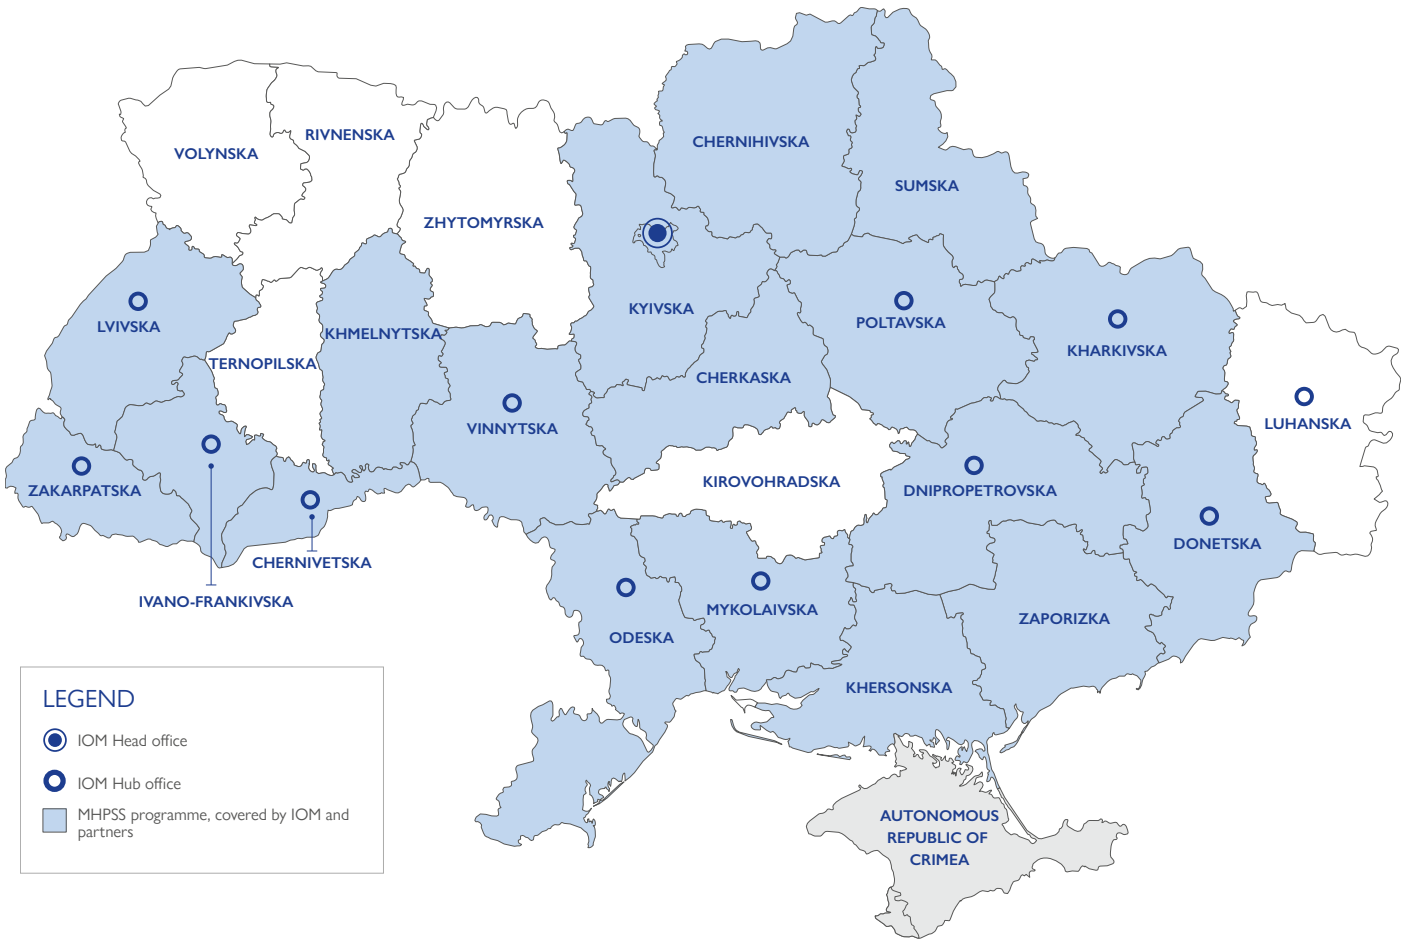 CHERNIHIVSKA
RIVNENSKA
VOLYNSKA
SUMSKA
ZHYTOMYRSKA
KYIVSKA
LVIVSKA
POLTAVSKA
KHMELNYTSKA
KHARKIVSKA
TERNOPILSKA
CHERKASKA
LUHANSKA
VINNYTSKA
KIROVOHRADSKA
ZAKARPATSKA
DNIPROPETROVSKA
DONETSKA
CHERNIVETSKA
IVANO-FRANKIVSKA
MYKOLAIVSKA
ZAPORIZKA
ODESKA
KHERSONSKA
LEGEND
IOM Head office
IOM Hub office
MHPSS programme, covered by IOM and
partners
AUTONOMOUS
REPUBLIC OF
CRIMEA